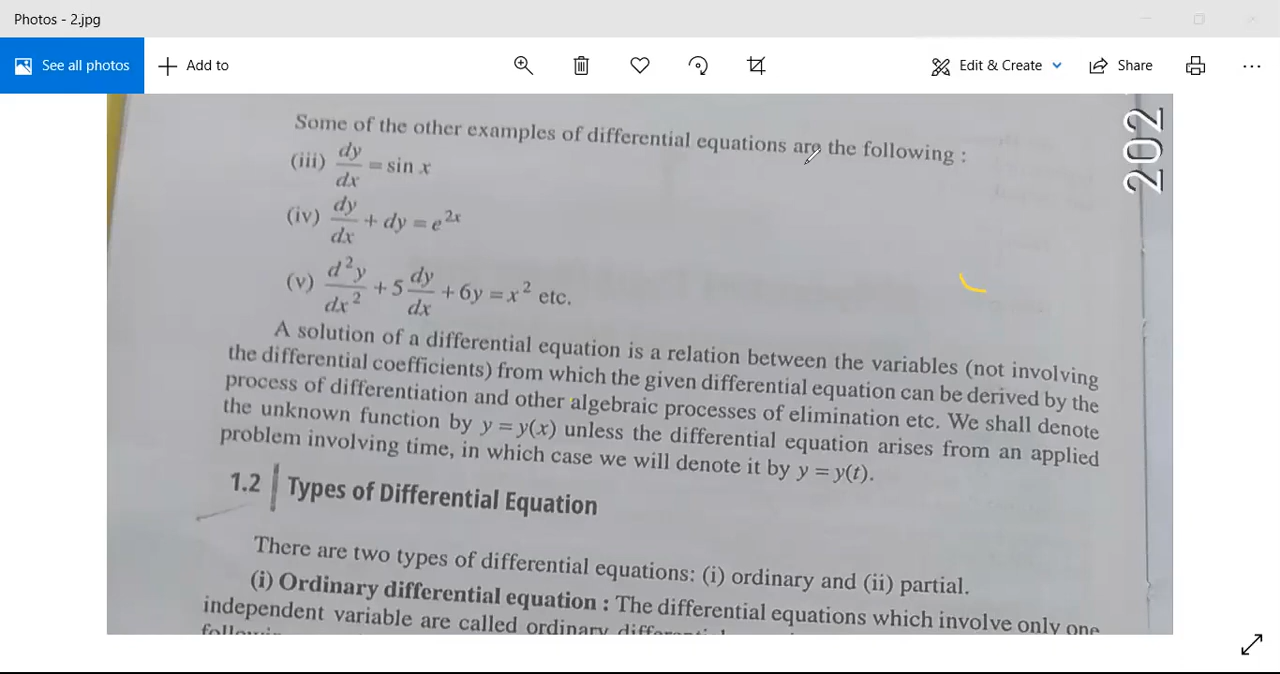 Photos - 2.jpg
See all photos
Add to
Edit & Create
Share
202
Some of the other examples of differential equations are the following :
(iii) dy/dx = sin x
(iv) dy/dx + dy = e^2x
(v) d²y/dx² + 5 dy/dx + 6y = x² etc.
A solution of a differential equation is a relation between the variables (not involving
the differential coefficients) from which the given differential equation can be derived by the
process of differentiation and other algebraic processes of elimination etc. We shall denote
the unknown function by y = y(x) unless the differential equation arises from an applied
problem involving time, in which case we will denote it by y = y(t).
1.2 Types of Differential Equation
There are two types of differential equations: (i) ordinary and (ii) partial.
(i) Ordinary differential equation : The differential equations which involve only one
independent variable are called ordinary